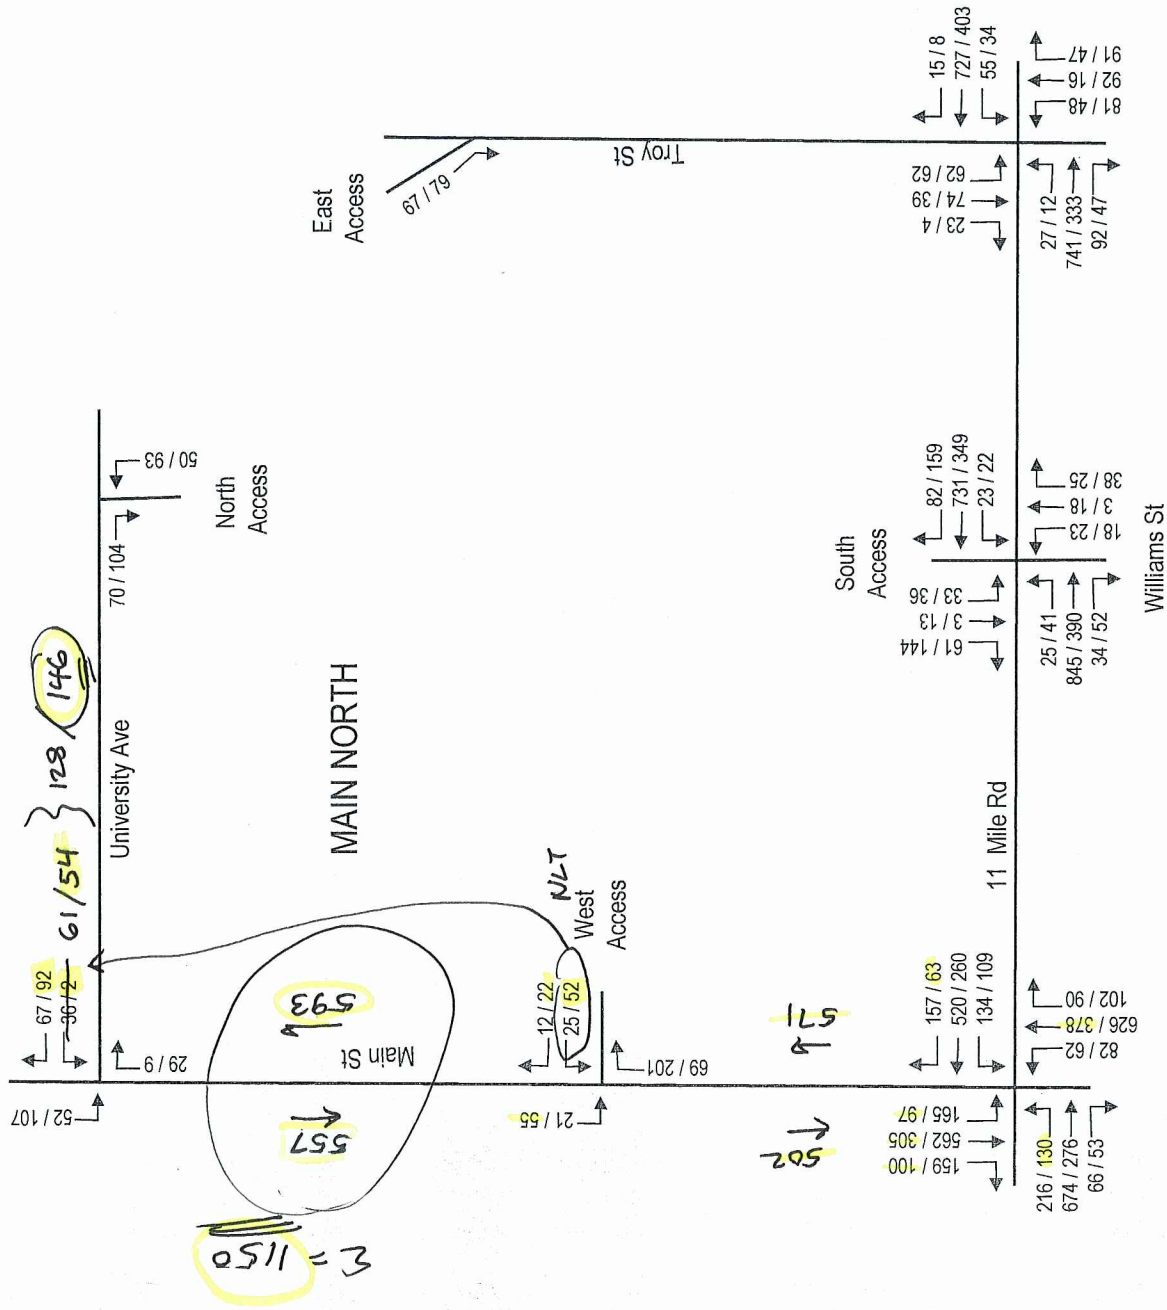 15 / 8
727 / 403
55 / 34
91 / 47
92 / 16
81 / 48
62 / 62
74 / 39
23 / 4
27 / 12
741 / 333
92 / 47
Troy St
East
Access
67 / 79
50 / 93
North
Access
70 / 104
University Ave
67 / 92
36 / 2
61 / 54 } 128 / 146
29 / 9
52 / 107
MAIN NORTH
Main St
593
557
Σ = 1150
NLT
West
Access
12 / 22
25 / 52
69 / 201
21 / 55
571
502
South
Access
82 / 159
731 / 349
23 / 22
38 / 25
3 / 18
18 / 23
33 / 36
3 / 13
61 / 144
25 / 41
845 / 390
34 / 52
Williams St
11 Mile Rd
157 / 63
520 / 260
134 / 109
102 / 90
626 / 378
82 / 62
165 / 97
562 / 305
159 / 100
216 / 130
674 / 276
66 / 53